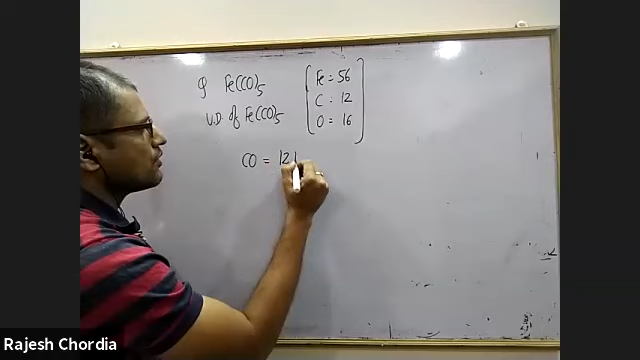 Q Fe(CO)5 [Fe = 56
V.D. of Fe(CO)5 C = 12
O = 16]
CO = 12
Rajesh Chordia